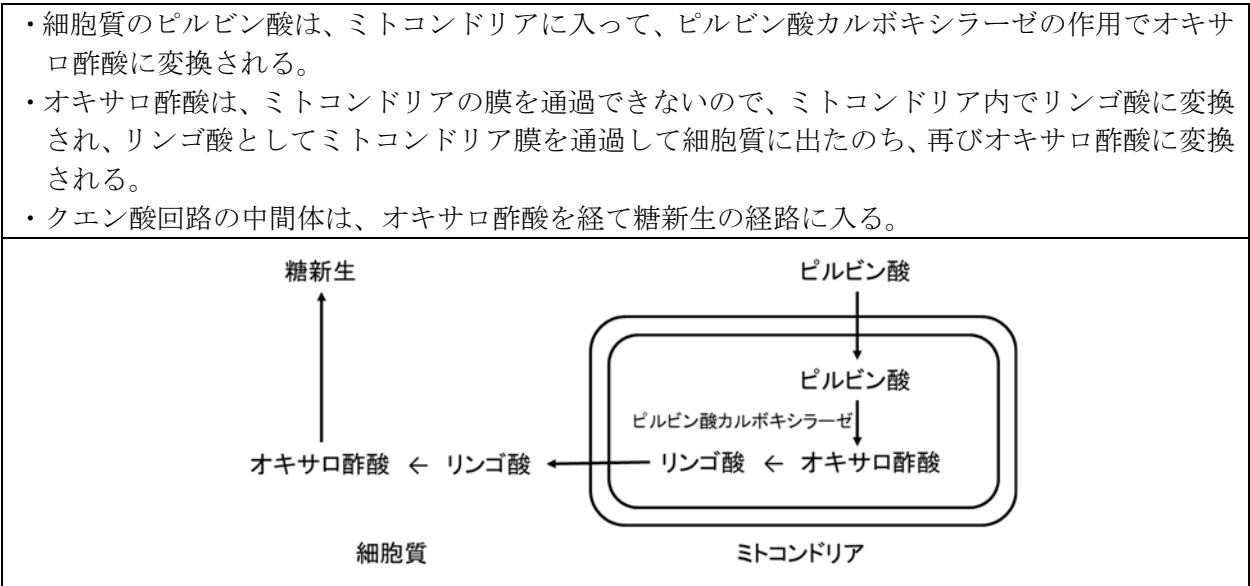 ・細胞質のピルビン酸は、ミトコンドリアに入って、ピルビン酸カルボキシラーゼの作用でオキサ
ロ酢酸に変換される。
・オキサロ酢酸は、ミトコンドリアの膜を通過できないので、ミトコンドリア内でリンゴ酸に変換
され、リンゴ酸としてミトコンドリア膜を通過して細胞質に出たのち、再びオキサロ酢酸に変換
される。
・クエン酸回路の中間体は、オキサロ酢酸を経て糖新生の経路に入る。
糖新生 ピルビン酸
ピルビン酸
ピルビン酸カルボキシラーゼ
オキサロ酢酸 ← リンゴ酸 ← リンゴ酸 ← オキサロ酢酸
細胞質 ミトコンドリア